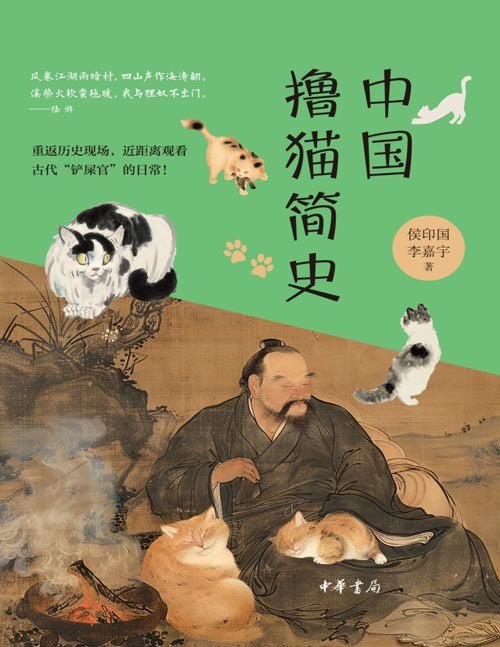 风卷江湖雨暗村，四山声作海涛翻。
溪柴火软蛮毡暖，我与狸奴不出门。
——陆 游
重返历史现场，近距离观看
古代“铲屎官”的日常！
中国
撸猫简史
侯印国
李嘉宇
著
中華書局